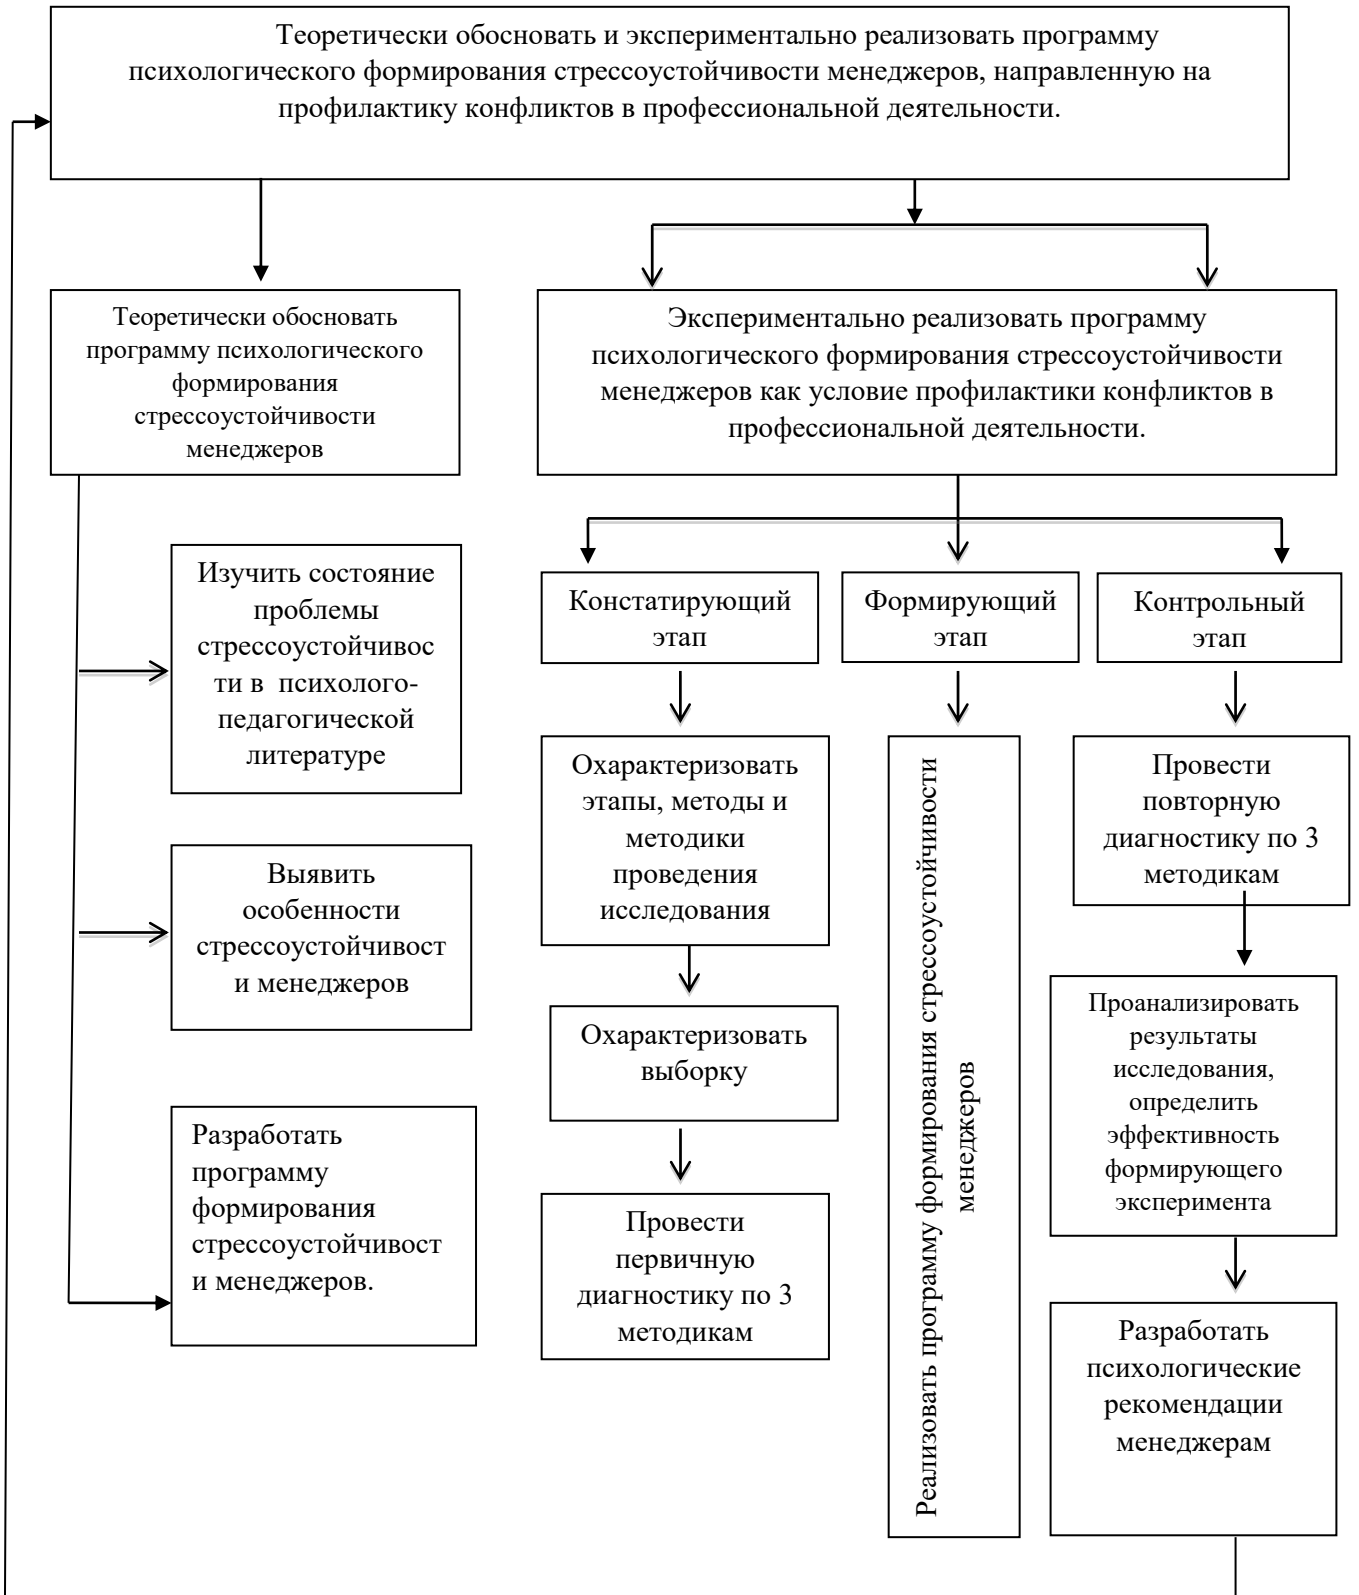 Теоретически обосновать и экспериментально реализовать программу
психологического формирования стрессоустойчивости менеджеров, направленную на
профилактику конфликтов в профессиональной деятельности.
Теоретически обосновать
программу психологического
формирования
стрессоустойчивости
менеджеров
Экспериментально реализовать программу
психологического формирования стрессоустойчивости
менеджеров как условие профилактики конфликтов в
профессиональной деятельности.
Изучить состояние
проблемы
стрессоустойчивос
ти в психолого-
педагогической
литературе
Выявить
особенности
стрессоустойчивост
и менеджеров
Разработать
программу
формирования
стрессоустойчивост
и менеджеров.
Констатирующий
этап
Охарактеризовать
этапы, методы и
методики
проведения
исследования
Охарактеризовать
выборку
Провести
первичную
диагностику по 3
методикам
Формирующий
этап
Реализовать программу формирования стрессоустойчивости
менеджеров
Контрольный
этап
Провести
повторную
диагностику по 3
методикам
Проанализировать
результаты
исследования,
определить
эффективность
формирующего
эксперимента
Разработать
психологические
рекомендации
менеджерам